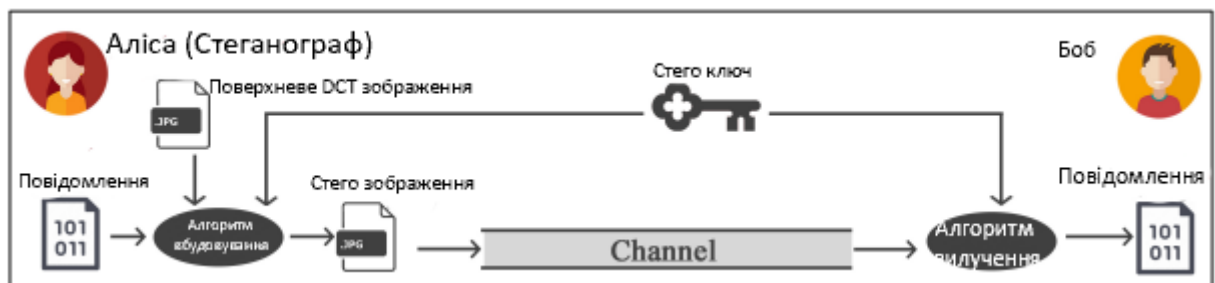 Аліса (Стеганограф)
Боб
Стего ключ
Поверхневе DCT зображення
.JPG
Повідомлення
Стего зображення
Повідомлення
101
011
Алгоритм
вбудовування
.JPG
Channel
Алгоритм
вилучення
101
011